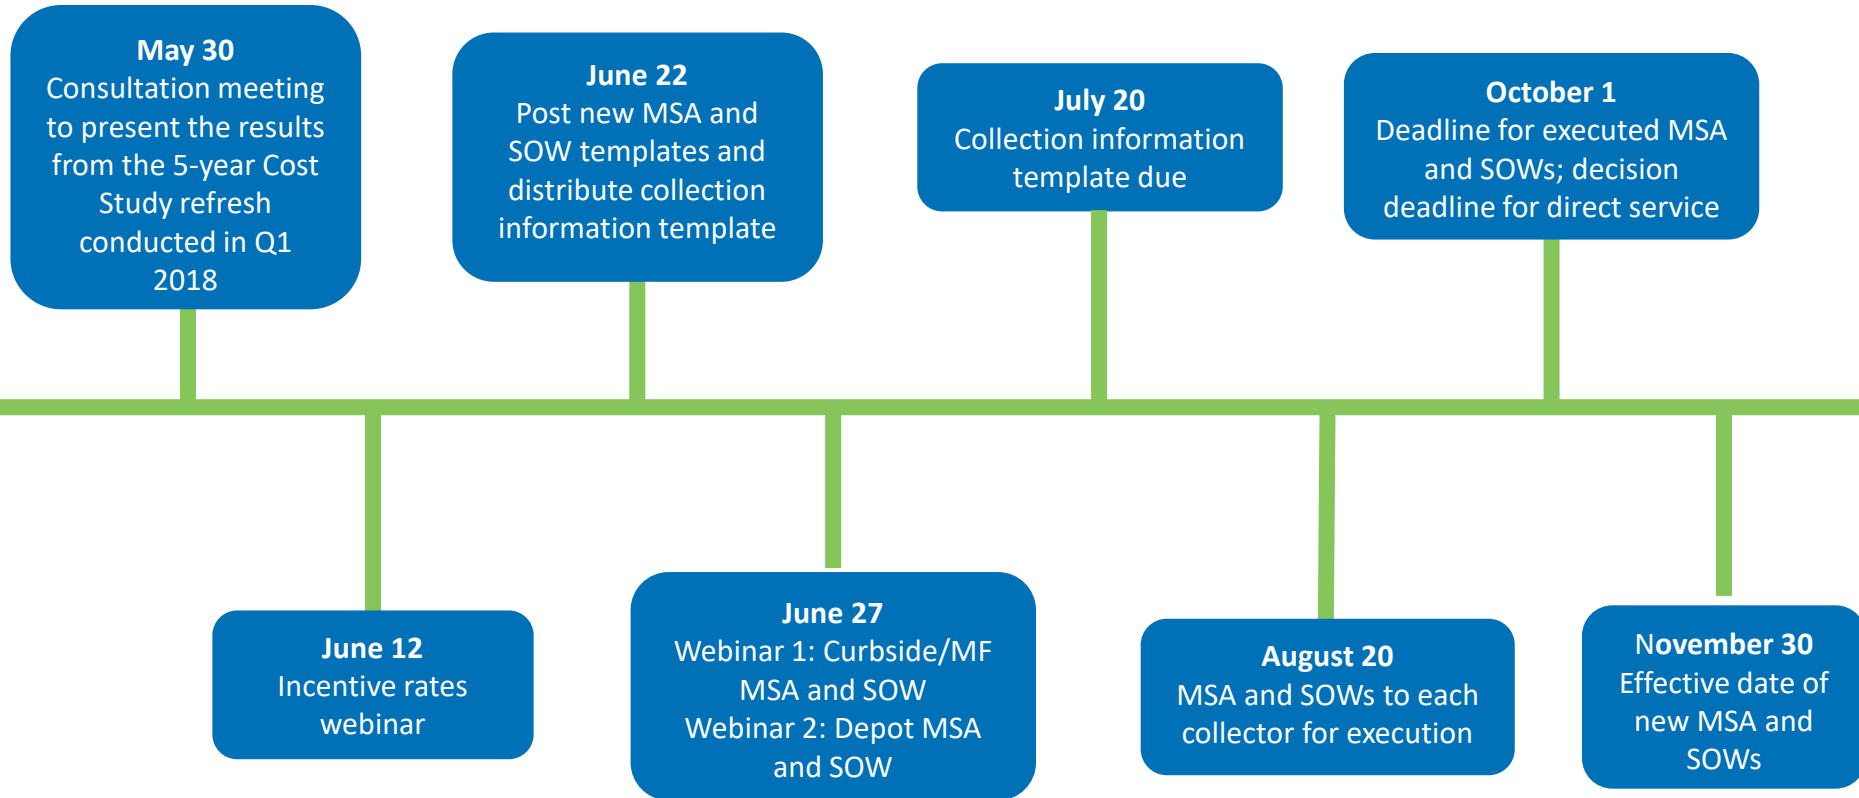 May 30
Consultation meeting
to present the results
from the 5-year Cost
Study refresh
conducted in Q1
2018
June 12
Incentive rates
webinar
June 22
Post new MSA and
SOW templates and
distribute collection
information template
June 27
Webinar 1: Curbside/MF
MSA and SOW
Webinar 2: Depot MSA
and SOW
July 20
Collection information
template due
August 20
MSA and SOWs to each
collector for execution
October 1
Deadline for executed MSA
and SOWs; decision
deadline for direct service
November 30
Effective date of
new MSA and
SOWs